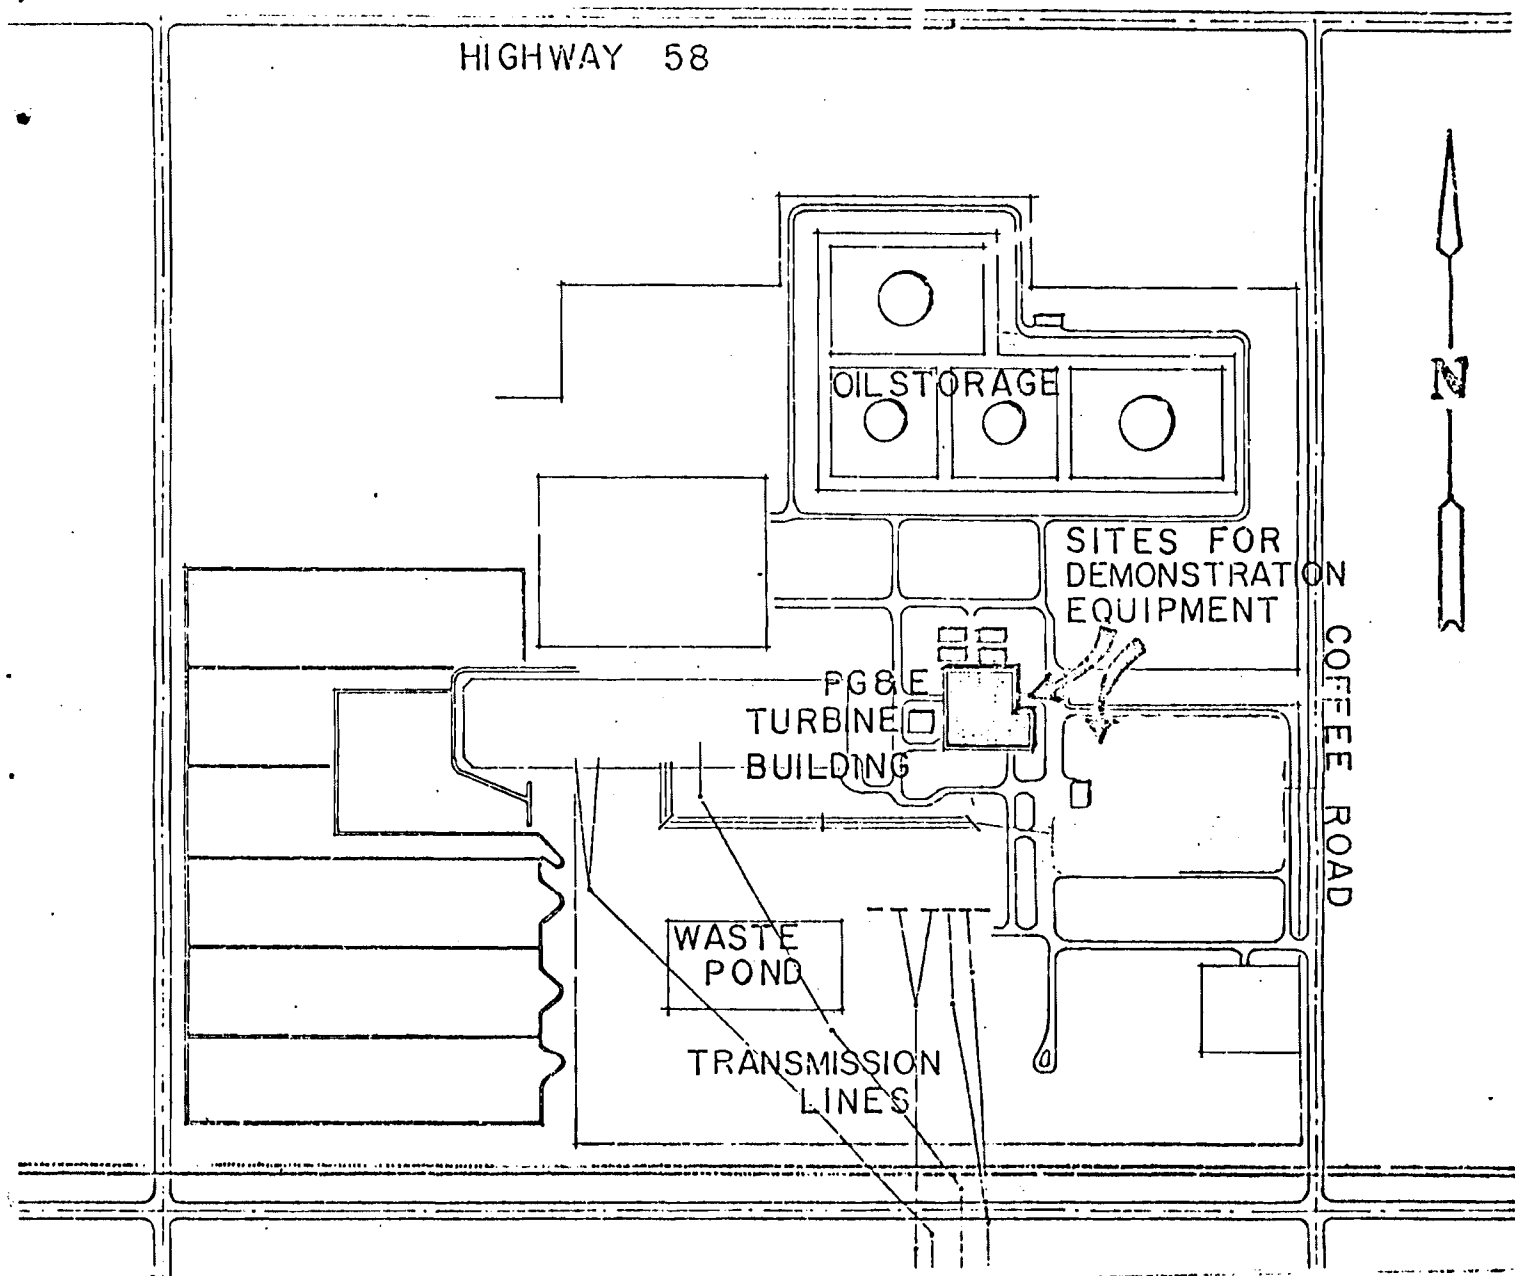 HIGHWAY 58
N
OIL STORAGE
SITES FOR
DEMONSTRATION
EQUIPMENT
COFFEE ROAD
PG&E
TURBINE
BUILDING
WASTE
POND
TRANSMISSION
LINES